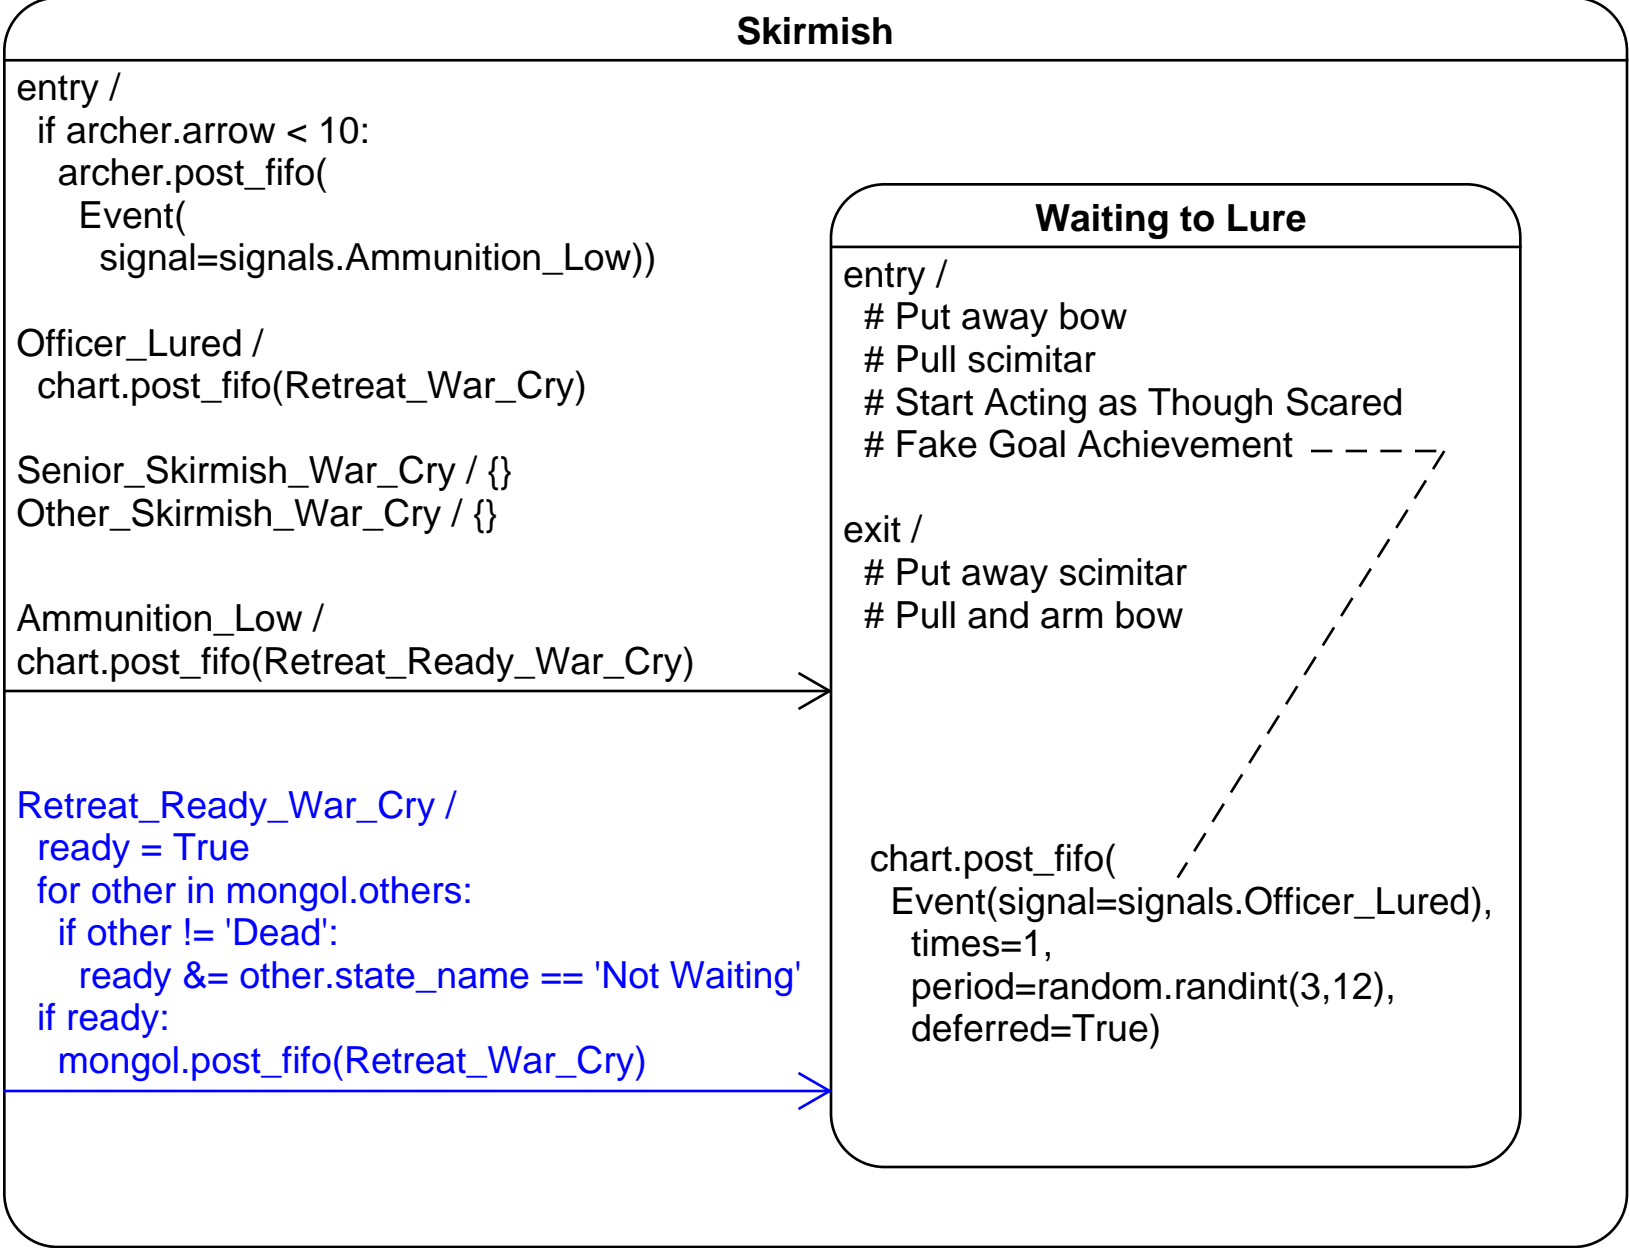 Skirmish
entry /
if archer.arrow < 10:
archer.post_fifo(
Event(
signal=signals.Ammunition_Low))
Officer_Lured /
chart.post_fifo(Retreat_War_Cry)
Senior_Skirmish_War_Cry / {}
Other_Skirmish_War_Cry / {}
Ammunition_Low /
chart.post_fifo(Retreat_Ready_War_Cry)
Retreat_Ready_War_Cry /
ready = True
for other in mongol.others:
if other != 'Dead':
ready &= other.state_name == 'Not Waiting'
if ready:
mongol.post_fifo(Retreat_War_Cry)
Waiting to Lure
entry /
# Put away bow
# Pull scimitar
# Start Acting as Though Scared
# Fake Goal Achievement
exit /
# Put away scimitar
# Pull and arm bow
chart.post_fifo(
Event(signal=signals.Officer_Lured),
times=1,
period=random.randint(3,12),
deferred=True)